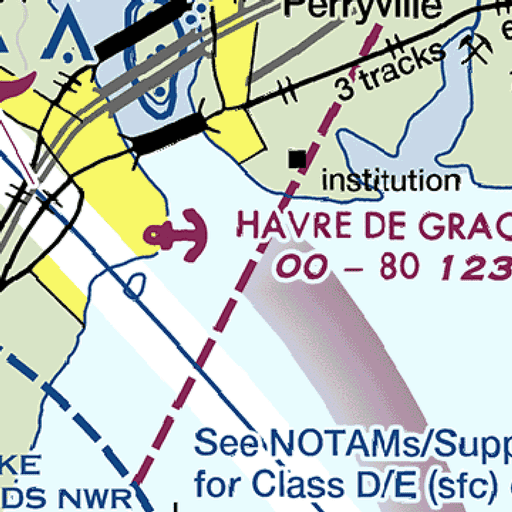 Perryville
3 tracks
institution
HAVRE DE GRAC
00 – 80 123
See NOTAMs/Supp
for Class D/E (sfc)
KE
DS NWR